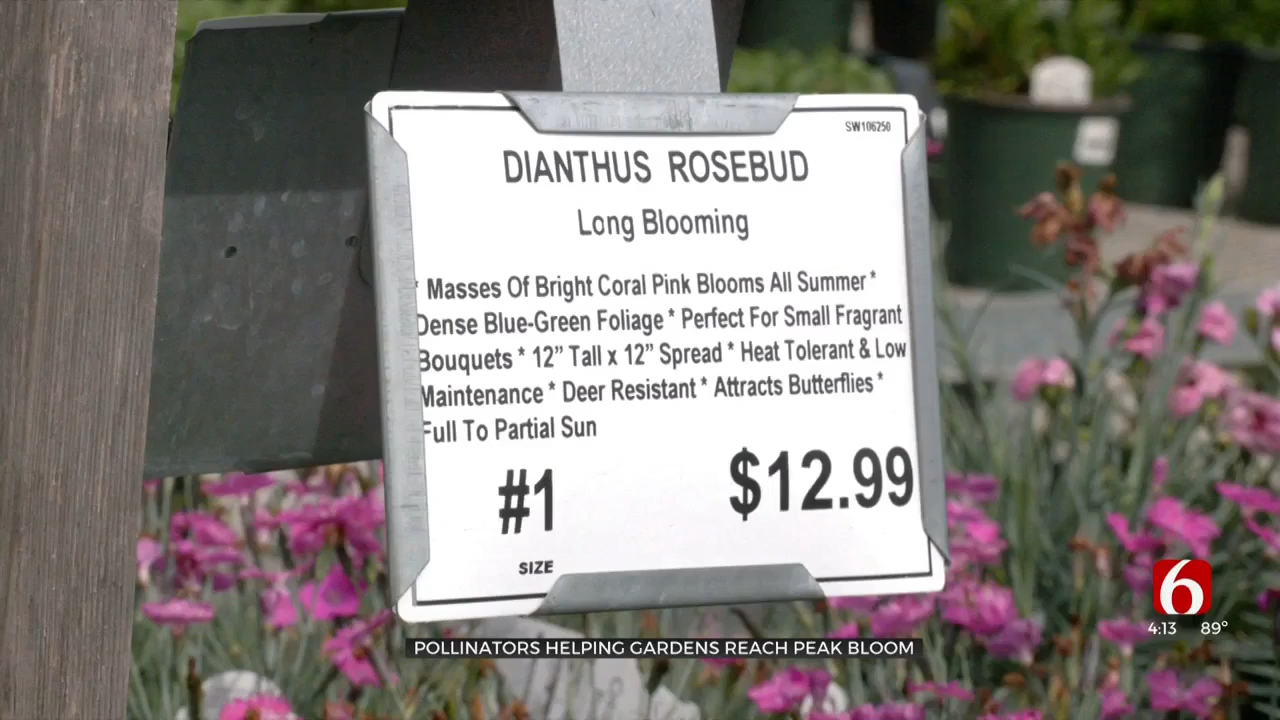 SW106250
DIANTHUS ROSEBUD
Long Blooming
* Masses Of Bright Coral Pink Blooms All Summer *
Dense Blue-Green Foliage * Perfect For Small Fragrant
Bouquets * 12” Tall x 12” Spread * Heat Tolerant & Low
Maintenance * Deer Resistant * Attracts Butterflies *
Full To Partial Sun
#1
$12.99
SIZE
6
POLLINATORS HELPING GARDENS REACH PEAK BLOOM
4:13 89°